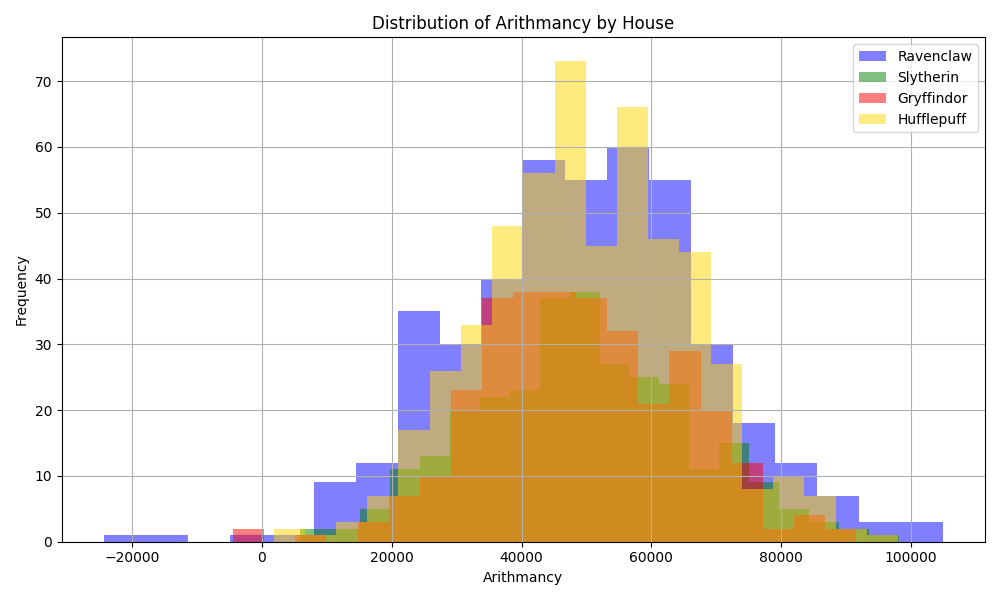 Distribution of Arithmancy by House
Ravenclaw
Slytherin
Gryffindor
Hufflepuff
Frequency
70
60
50
40
30
20
10
0
−20000 0 20000 40000 60000 80000 100000
Arithmancy